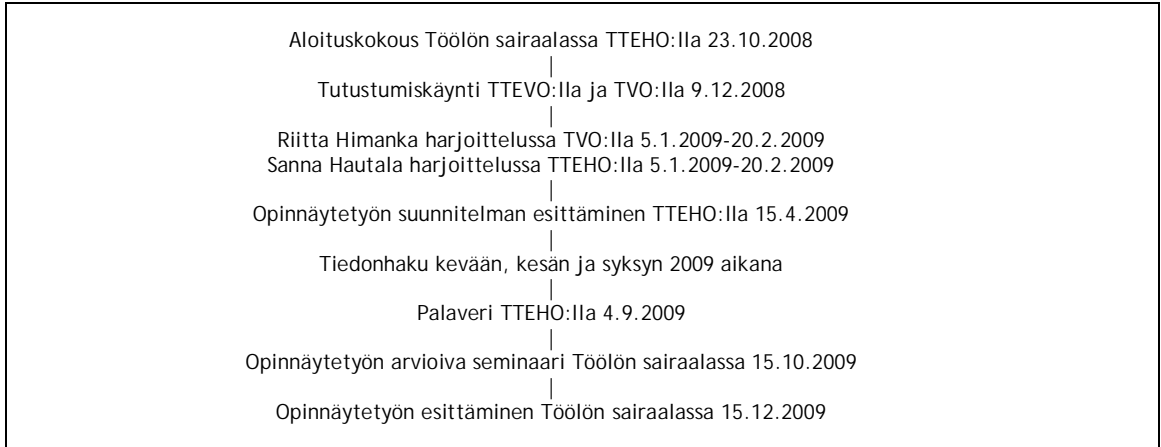 Aloituskokous Töölön sairaalassa TTEHO:lla 23.10.2008
|
Tutustumiskäynti TTEVO:lla ja TVO:lla 9.12.2008
|
Riitta Himanka harjoittelussa TVO:lla 5.1.2009-20.2.2009
Sanna Hautala harjoittelussa TTEHO:lla 5.1.2009-20.2.2009
|
Opinnäytetyön suunnitelman esittäminen TTEHO:lla 15.4.2009
|
Tiedonhaku kevään, kesän ja syksyn 2009 aikana
|
Palaveri TTEHO:lla 4.9.2009
|
Opinnäytetyön arvioiva seminaari Töölön sairaalassa 15.10.2009
|
Opinnäytetyön esittäminen Töölön sairaalassa 15.12.2009